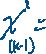 x' =
(k-1)